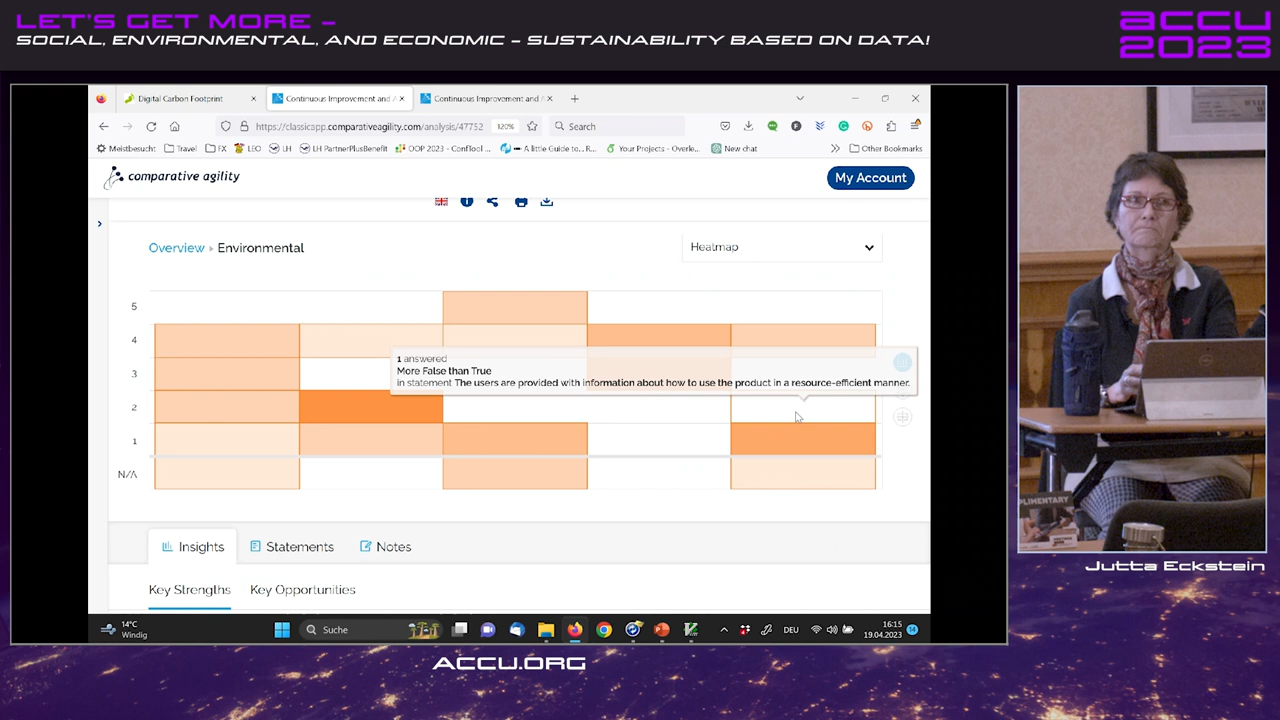 LET'S GET MORE –
SOCIAL, ENVIRONMENTAL, AND ECONOMIC – SUSTAINABILITY BASED ON DATA!
ACCU
2023
Digital Carbon Footprint
Continuous Improvement and A
Continuous Improvement and A
https://classicapp.comparativeagility.com/analysis/47752
120%
Search
Meistbesucht
Travel
FX
LEO
LH
LH PartnerPlusBenefit
OOP 2023 - ConfTool ...
A little Guide to... R...
Your Projects - Overle...
New chat
Other Bookmarks
comparative agility
My Account
Overview
Environmental
Heatmap
5
4
3
2
1
N/A
1 answered
More False than True
in statement The users are provided with information about how to use the product in a resource-efficient manner.
Insights
Statements
Notes
Key Strengths
Key Opportunities
14°C
Windig
Suche
DEU
16:15
19.04.2023
PLIMENTARY
Jutta Eckstein
ACCU.ORG